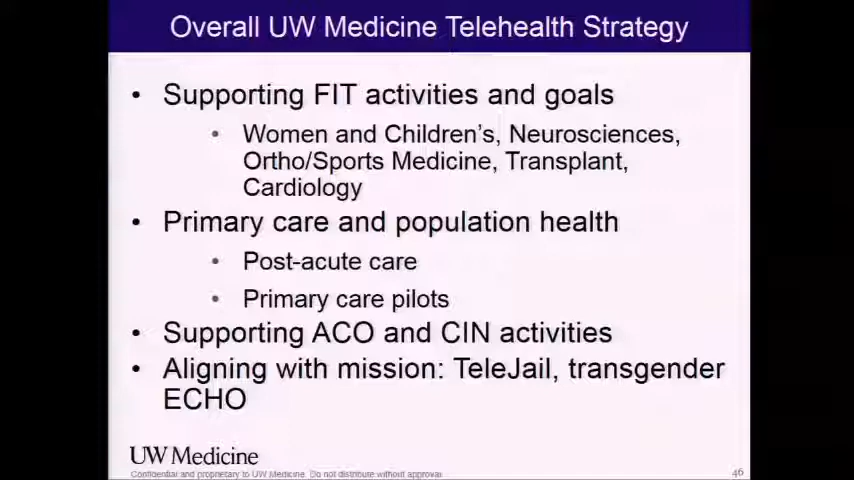 Overall UW Medicine Telehealth Strategy
• Supporting FIT activities and goals
• Women and Children's, Neurosciences,
Ortho/Sports Medicine, Transplant,
Cardiology
• Primary care and population health
• Post-acute care
• Primary care pilots
• Supporting ACO and CIN activities
• Aligning with mission: TeleJail, transgender
ECHO
UW Medicine
Confidential and proprietary to UW Medicine. Do not distribute without approval.
46